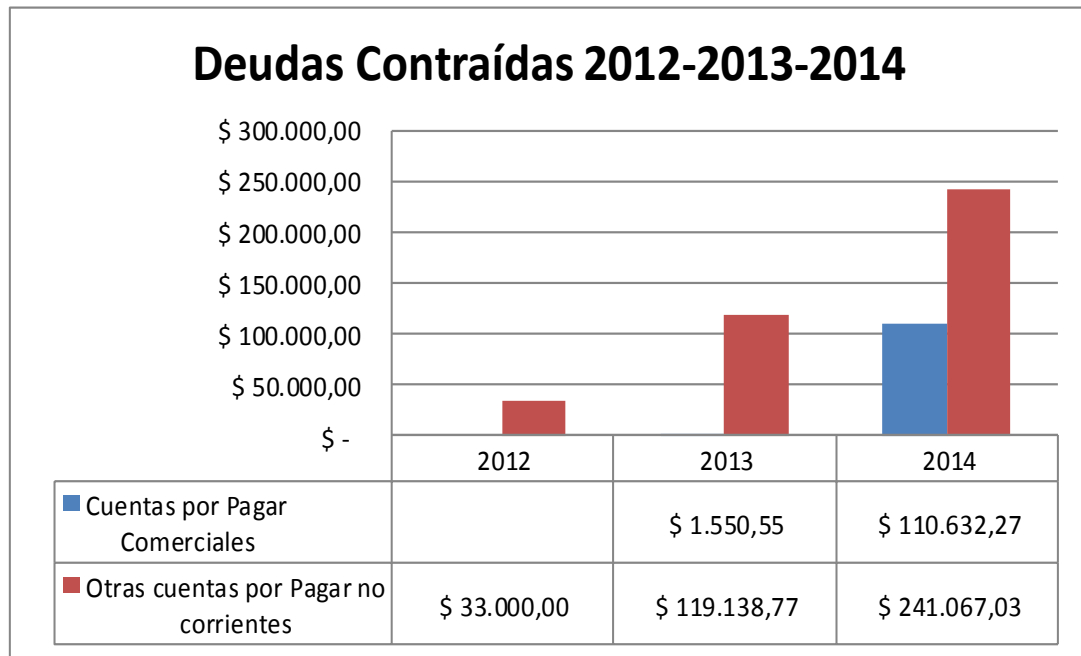 Deudas Contraídas 2012-2013-2014
$ 300.000,00
$ 250.000,00
$ 200.000,00
$ 150.000,00
$ 100.000,00
$ 50.000,00
$ -
2012 2013 2014
Cuentas por Pagar
Comerciales
$ 1.550,55 $ 110.632,27
Otras cuentas por Pagar no
corrientes
$ 33.000,00 $ 119.138,77 $ 241.067,03